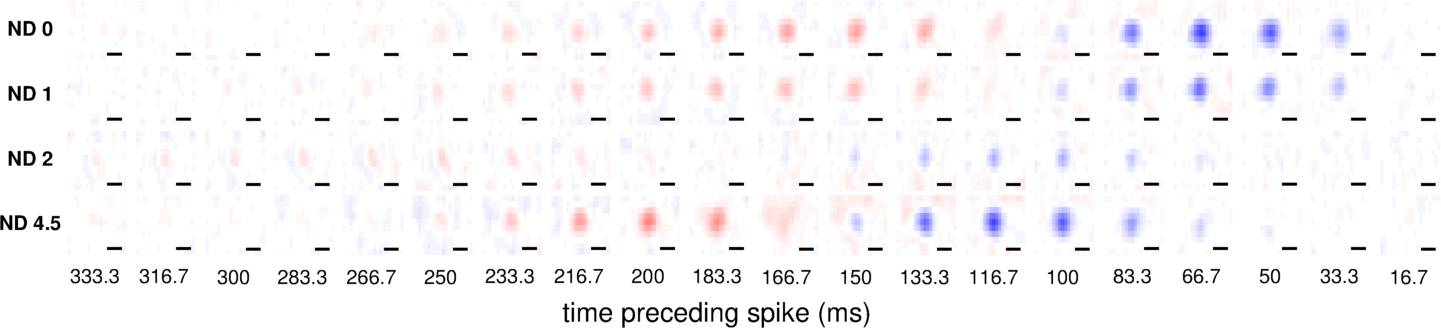 ND 0
ND 1
ND 2
ND 4.5
333.3 316.7 300 283.3 266.7 250 233.3 216.7 200 183.3 166.7 150 133.3 116.7 100 83.3 66.7 50 33.3 16.7
time preceding spike (ms)